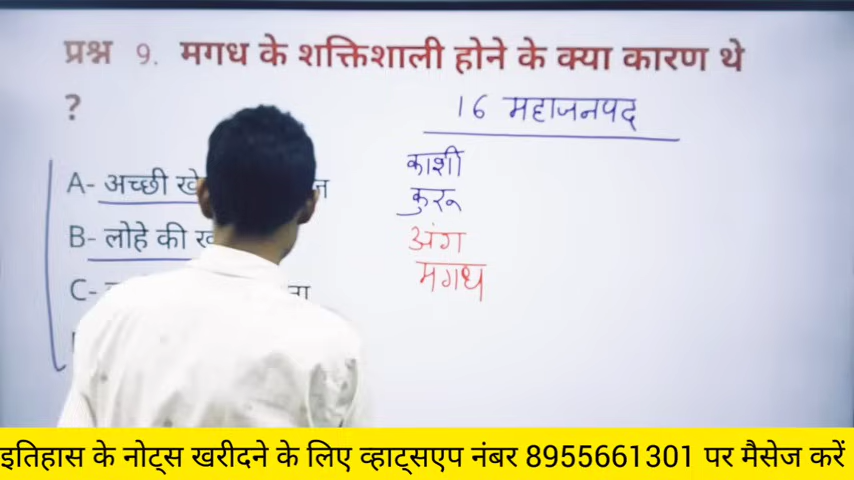 प्रश्न 9. मगध के शक्तिशाली होने के क्या कारण थे
?
16 महाजनपद
काशी
A- अच्छी
कुरू
B- लोहे की
अंग
मगध
C-
इतिहास के नोट्स खरीदने के लिए व्हाट्सएप नंबर 8955661301 पर मैसेज करें